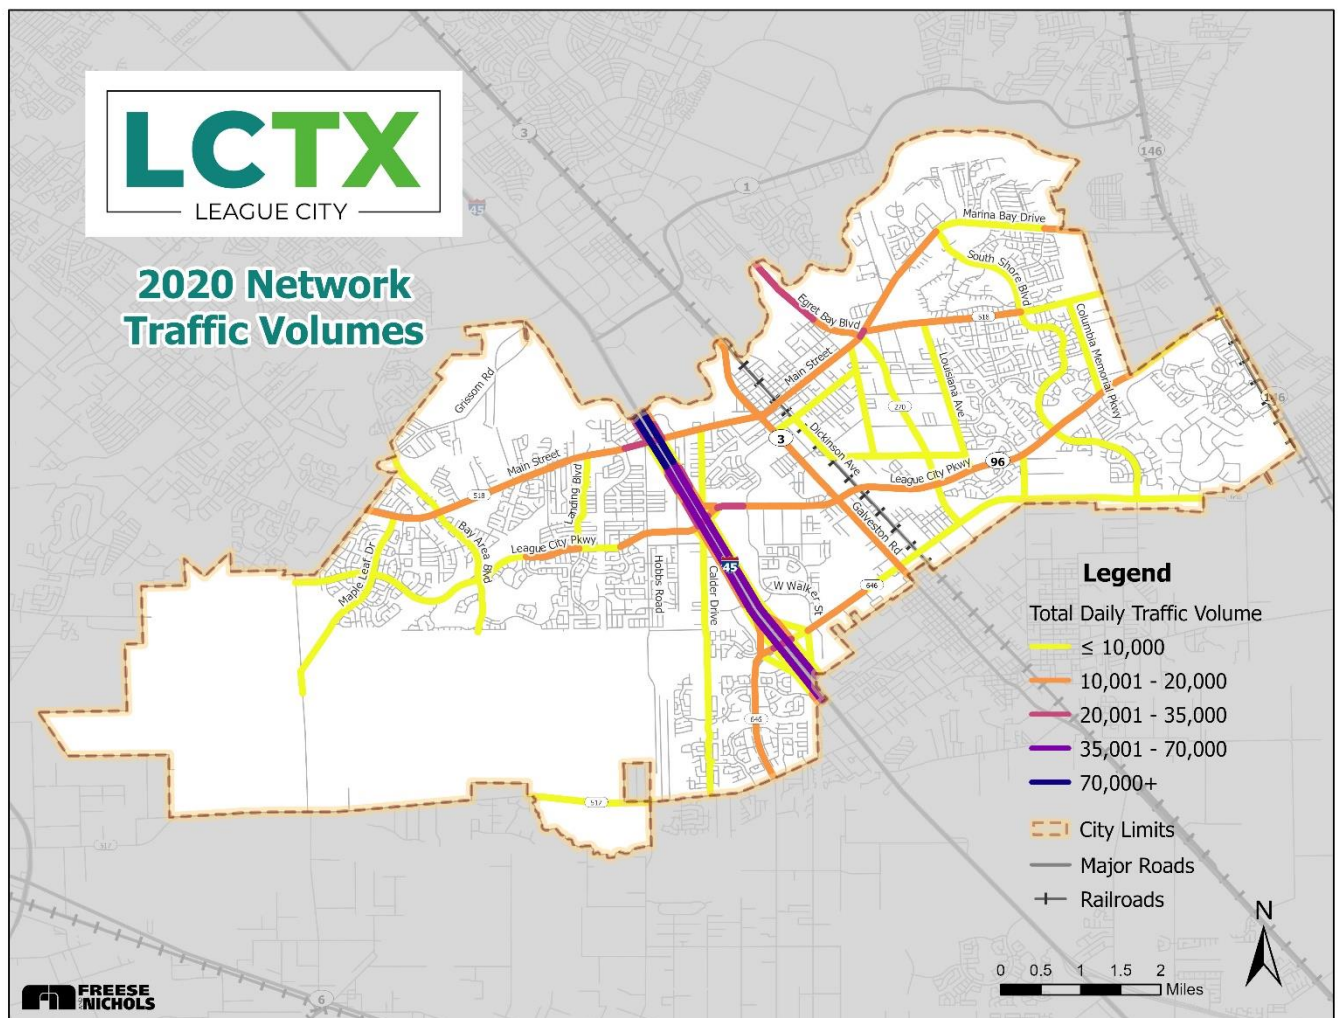 LCTX
LEAGUE CITY
2020 Network
Traffic Volumes
3
146
1
45
Marina Bay Drive
South Shore Blvd
Egret Bay Blvd
518
Columbia Memorial Pkwy
Main Street
Louisiana Ave
Grissom Rd
270
146
3
Dickinson Ave
Main Street
96
League City Pkwy
518
Landing Blvd
Bay Area Blvd
Galveston Rd
League City Pkwy
Maple Leaf Dr
Hobbs Road
Calder Drive
45
W Walker St
646
646
517
517
6
Legend
Total Daily Traffic Volume
≤ 10,000
10,001 - 20,000
20,001 - 35,000
35,001 - 70,000
70,000+
City Limits
Major Roads
Railroads
N
0 0.5 1 1.5 2
Miles
FREESE
NICHOLS